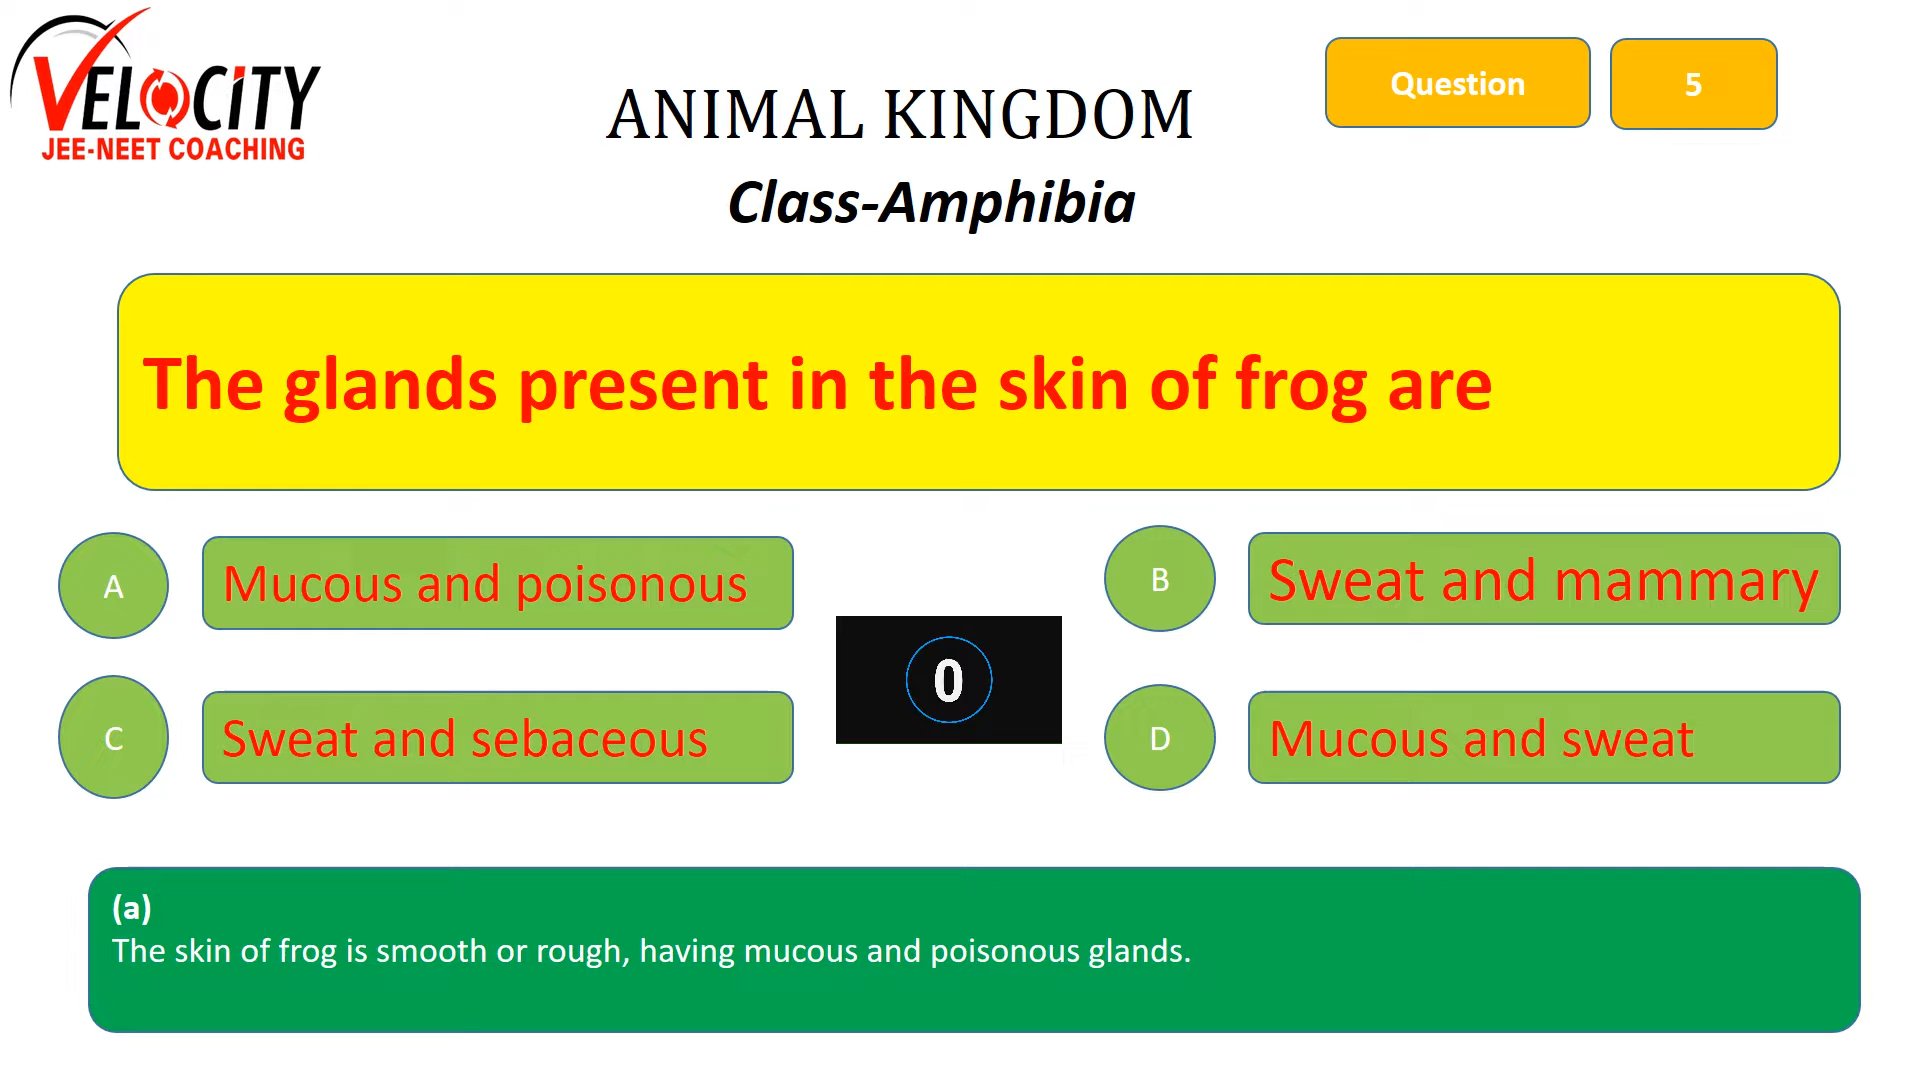 VELOCITY
JEE-NEET COACHING
ANIMAL KINGDOM
Class-Amphibia
Question
5
The glands present in the skin of frog are
A
Mucous and poisonous
B
Sweat and mammary
0
C
Sweat and sebaceous
D
Mucous and sweat
(a)
The skin of frog is smooth or rough, having mucous and poisonous glands.